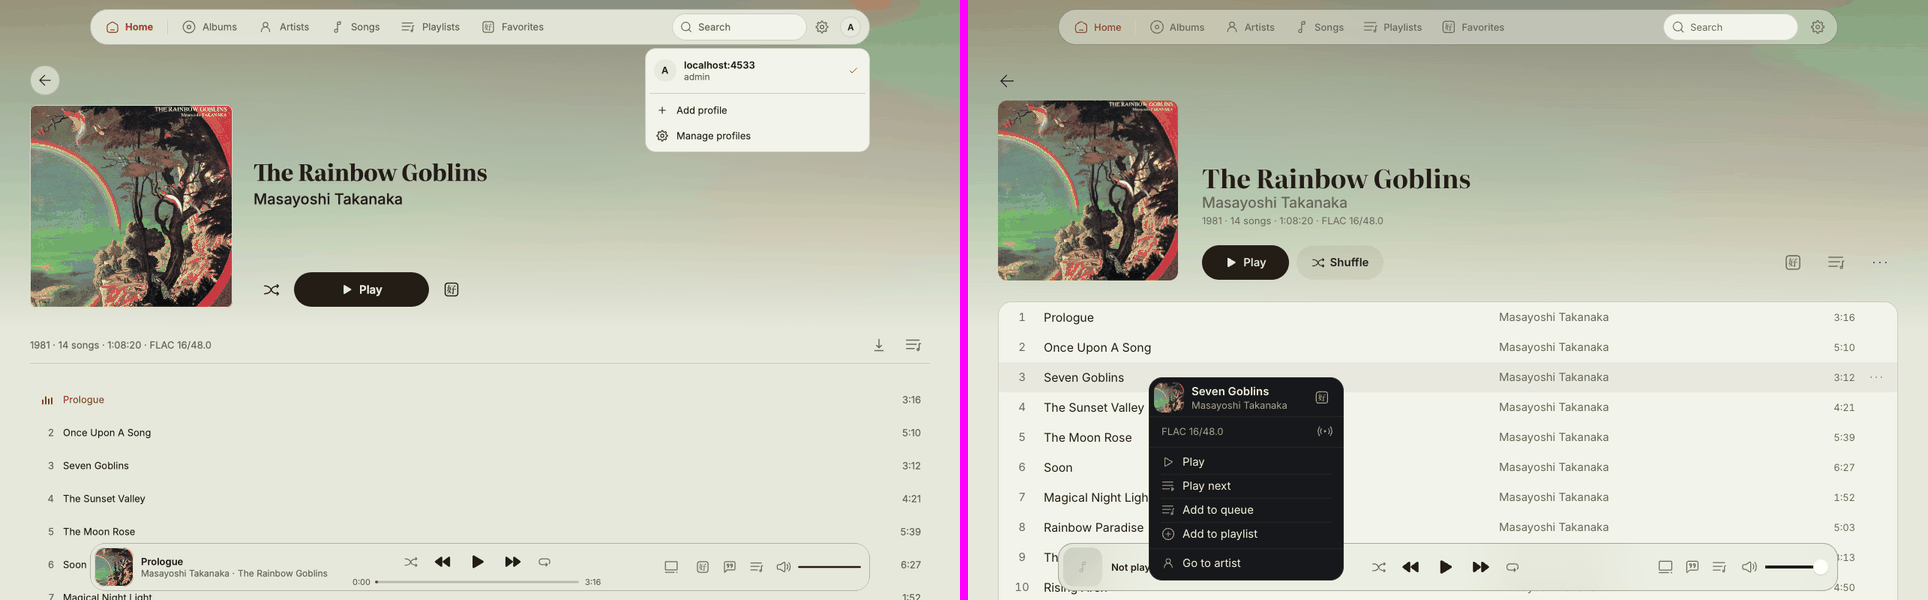 Home Albums Artists Songs Playlists Favorites Search A
A localhost:4533
admin
Add profile
Manage profiles
THE RAINBOW GOBLINS
Masayoshi Takanaka
The Rainbow Goblins
Masayoshi Takanaka
Play 好
1981 · 14 songs · 1:08:20 · FLAC 16/48.0
Prologue 3:16
2 Once Upon A Song 5:10
3 Seven Goblins 3:12
4 The Sunset Valley 4:21
5 The Moon Rose 5:39
6 Soon 6:27
7 Magical Night Light 1:52
Prologue
Masayoshi Takanaka · The Rainbow Goblins
0:00 3:16
好
Home Albums Artists Songs Playlists Favorites Search
THE RAINBOW GOBLINS
Masayoshi Takanaka
The Rainbow Goblins
Masayoshi Takanaka
1981 · 14 songs · 1:08:20 · FLAC 16/48.0
Play Shuffle 好 ···
1 Prologue Masayoshi Takanaka 3:16
2 Once Upon A Song Masayoshi Takanaka 5:10
3 Seven Goblins Masayoshi Takanaka 3:12 ···
4 The Sunset Valley Masayoshi Takanaka 4:21
5 The Moon Rose Masayoshi Takanaka 5:39
6 Soon Masayoshi Takanaka 6:27
7 Magical Night Ligh Masayoshi Takanaka 1:52
8 Rainbow Paradise Masayoshi Takanaka 5:03
9 Th :13
10 4:50
Not play
Seven Goblins
Masayoshi Takanaka
好
FLAC 16/48.0
Play
Play next
Add to queue
Add to playlist
Go to artist